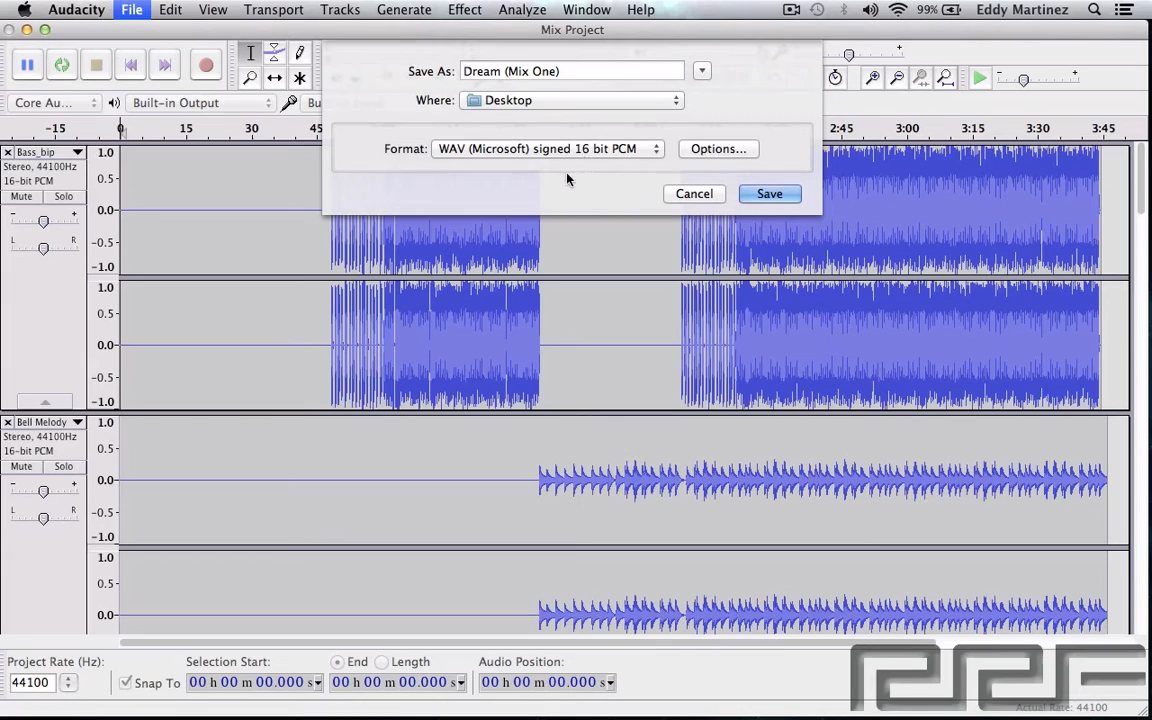 Audacity File Edit View Transport Tracks Generate Effect Analyze Window Help 99% Eddy Martinez
Mix Project
Save As: Dream (Mix One)
Where: Desktop
Core Au... Built-in Output Bu
-15 0 15 30 45 2:45 3:00 3:15 3:30 3:45
Format: WAV (Microsoft) signed 16 bit PCM Options...
Cancel Save
Bass_bip
Stereo, 44100Hz
16-bit PCM
Mute Solo
- +
L R
1.0
0.5
0.0
-0.5
-1.0
1.0
0.5
0.0
-0.5
-1.0
Bell Melody
Stereo, 44100Hz
16-bit PCM
Mute Solo
- +
L R
1.0
0.5
0.0
-0.5
-1.0
1.0
0.5
0.0
Project Rate (Hz): Selection Start: End Length Audio Position:
44100 Snap To 00 h 00 m 00.000 s 00 h 00 m 00.000 s 00 h 00 m 00.000 s
Actual Rate: 44100